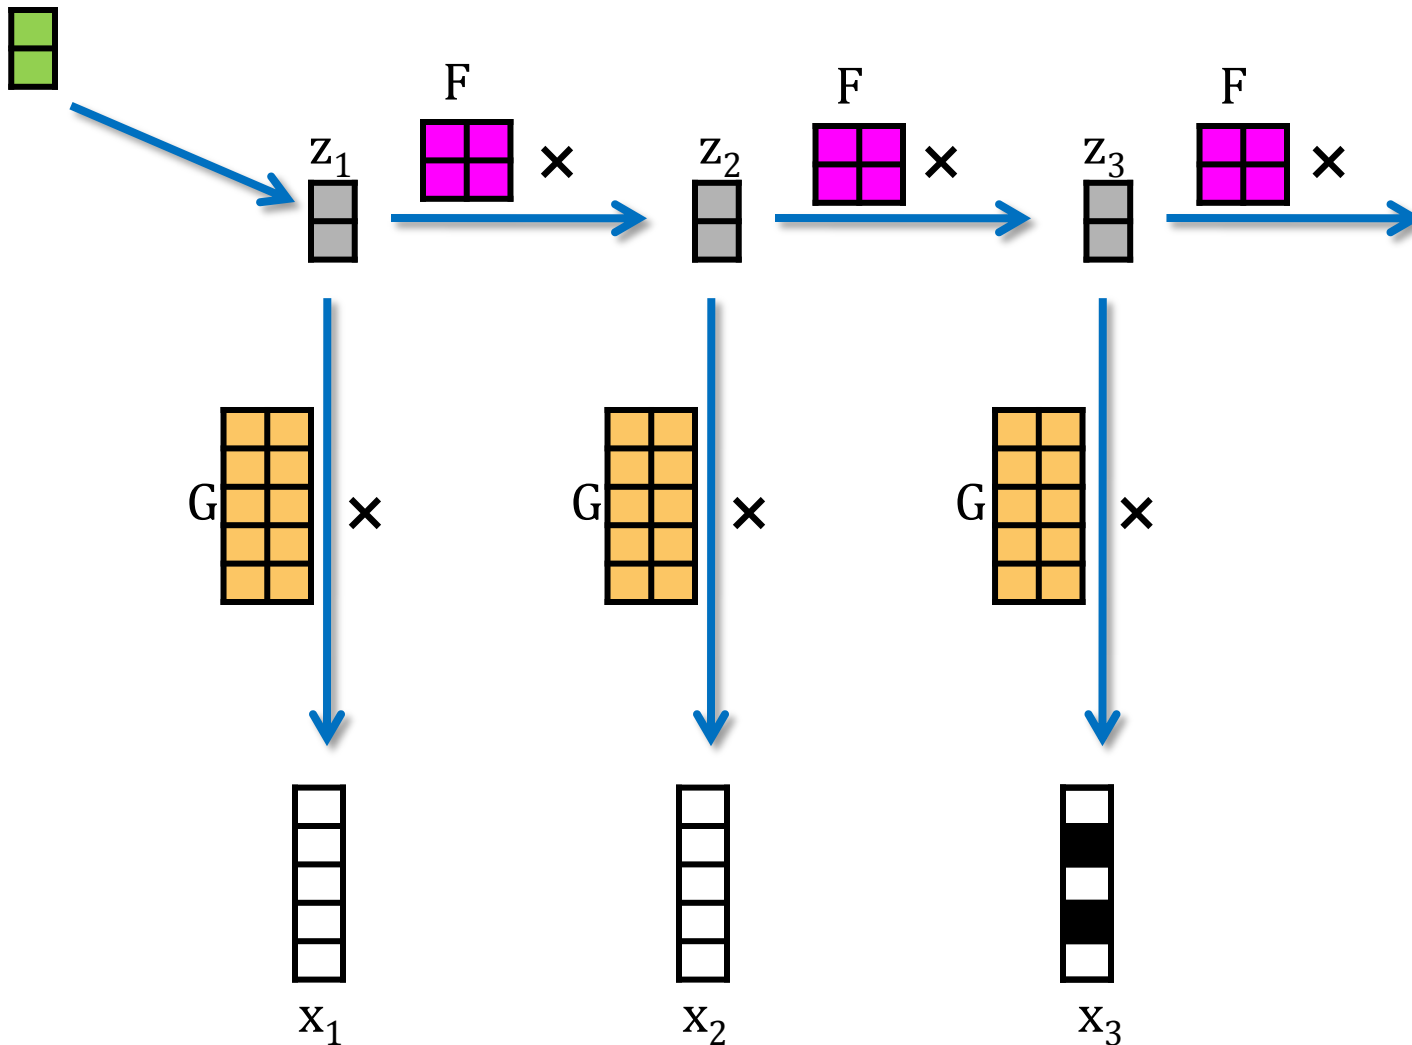 F F F
z₁ × z₂ × z₃ ×
G × G × G ×
x₁ x₂ x₃